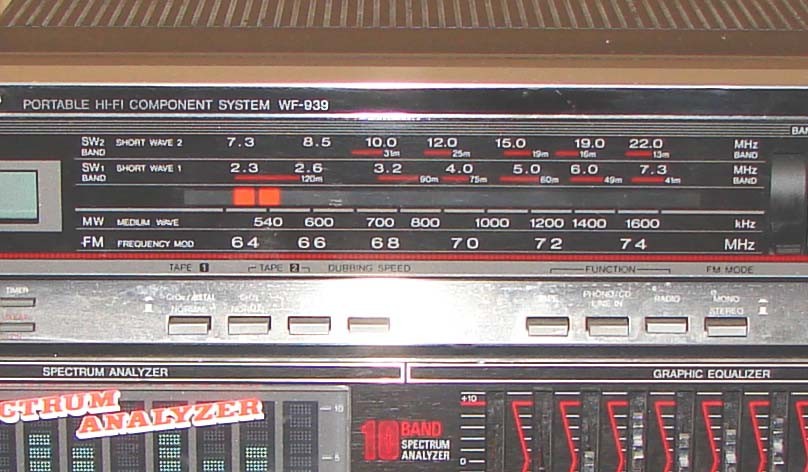 PORTABLE HI-FI COMPONENT SYSTEM WF-939
SW2 BAND SHORT WAVE 2 7.3 8.5 10.0 12.0 15.0 19.0 22.0 MHz BAND
31m 25m 19m 16m 13m
SW1 BAND SHORT WAVE 1 2.3 2.6 3.2 4.0 5.0 6.0 7.3 MHz BAND
120m 90m 75m 60m 49m 41m
MW MEDIUM WAVE 540 600 700 800 1000 1200 1400 1600 kHz
FM FREQUENCY MOD 64 66 68 70 72 74 MHz
TAPE 1 TAPE 2 DUBBING SPEED FUNCTION FM MODE
TIMER
PHONO/CD
LINE IN
RADIO
MONO
STEREO
SPECTRUM ANALYZER GRAPHIC EQUALIZER
CTRUM
ANALYZER
10
10 BAND
SPECTRUM
ANALYZER
+10
5
0